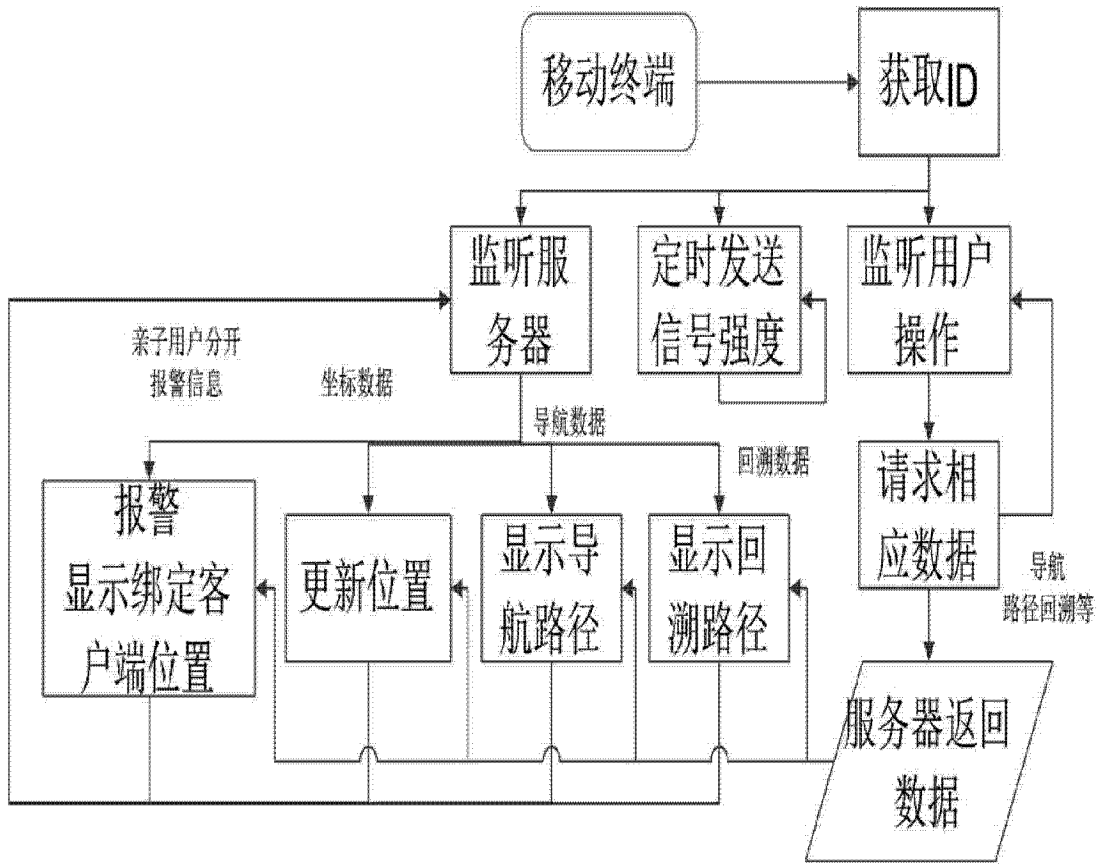 移动终端
获取ID
监听服
务器
定时发送
信号强度
监听用户
操作
亲子用户分开
报警信息
坐标数据
导航数据
回溯数据
请求相
应数据
报警
显示绑定客
户端位置
更新位置
显示导
航路径
显示回
溯路径
导航
路径回溯等
服务器返回
数据